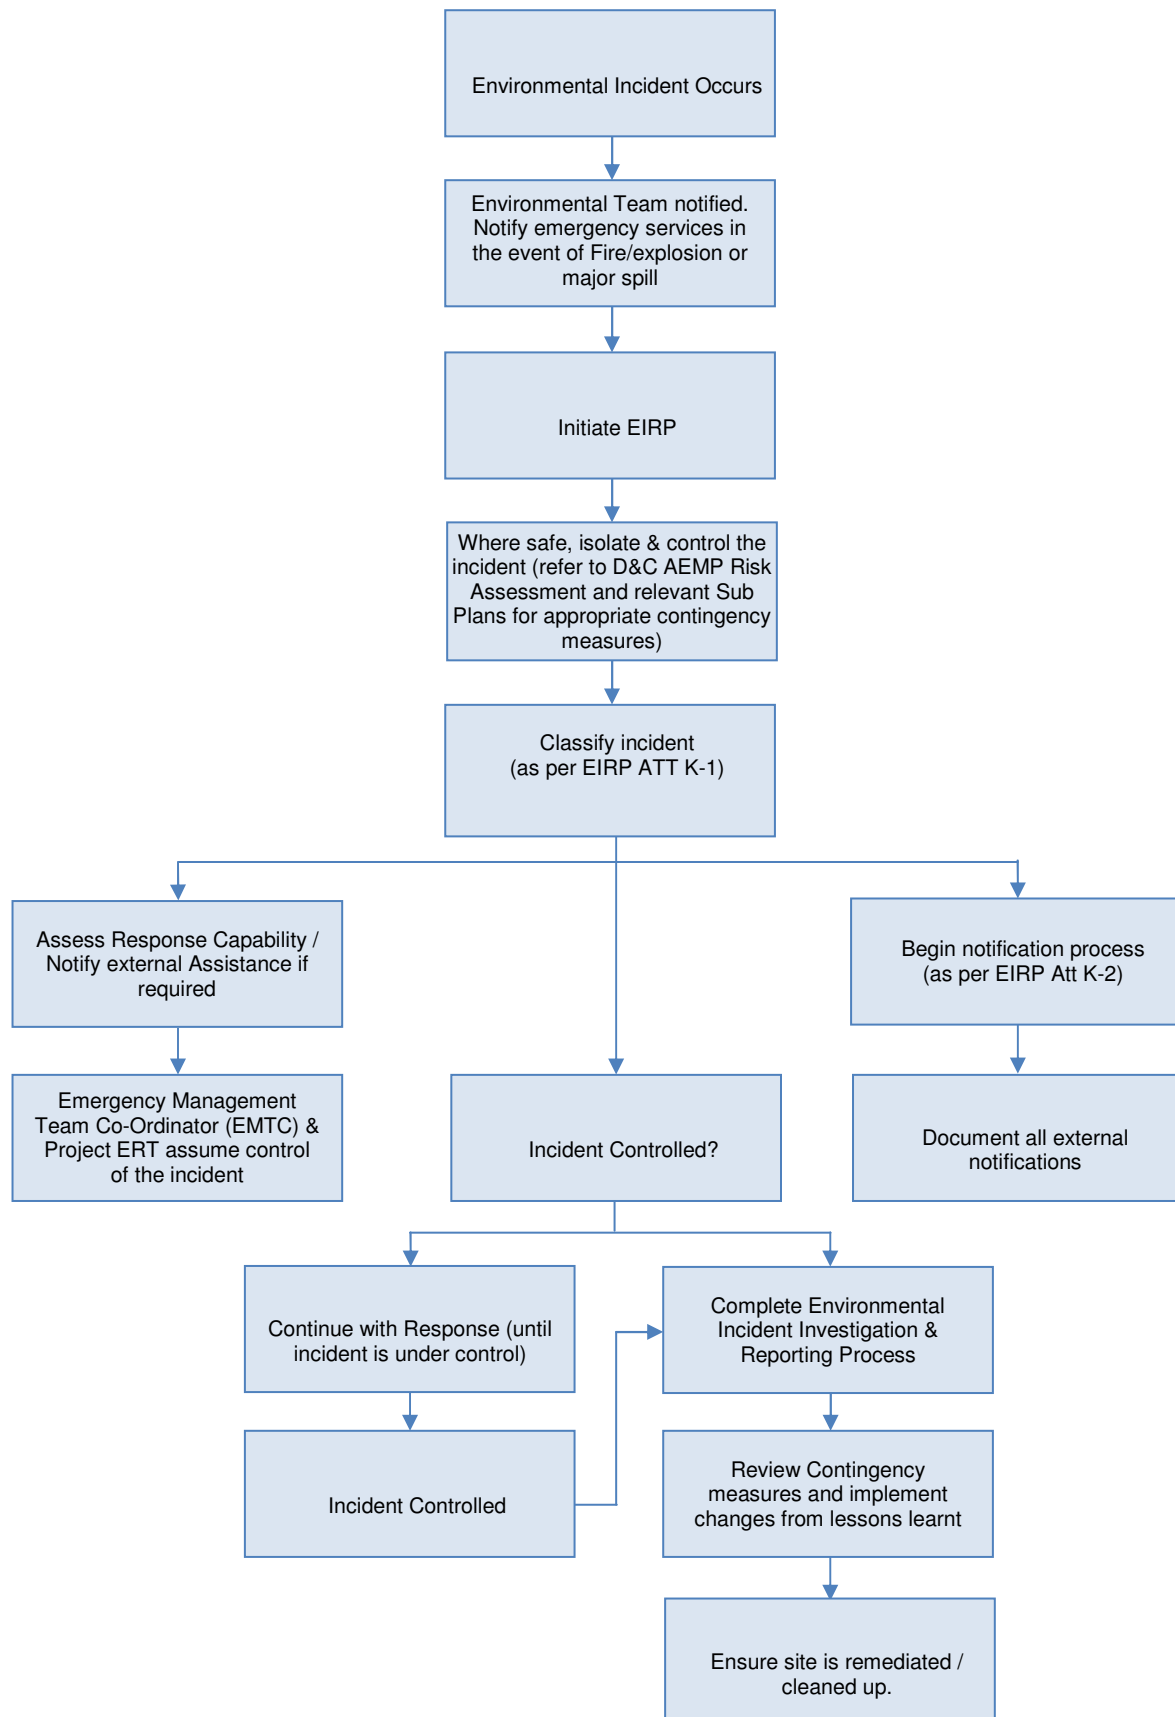 Environmental Incident Occurs
Environmental Team notified.
Notify emergency services in
the event of Fire/explosion or
major spill
Initiate EIRP
Where safe, isolate & control the
incident (refer to D&C AEMP Risk
Assessment and relevant Sub
Plans for appropriate contingency
measures)
Classify incident
(as per EIRP ATT K-1)
Assess Response Capability /
Notify external Assistance if
required
Begin notification process
(as per EIRP Att K-2)
Emergency Management
Team Co-Ordinator (EMTC) &
Project ERT assume control
of the incident
Incident Controlled?
Document all external
notifications
Continue with Response (until
incident is under control)
Complete Environmental
Incident Investigation &
Reporting Process
Incident Controlled
Review Contingency
measures and implement
changes from lessons learnt
Ensure site is remediated /
cleaned up.